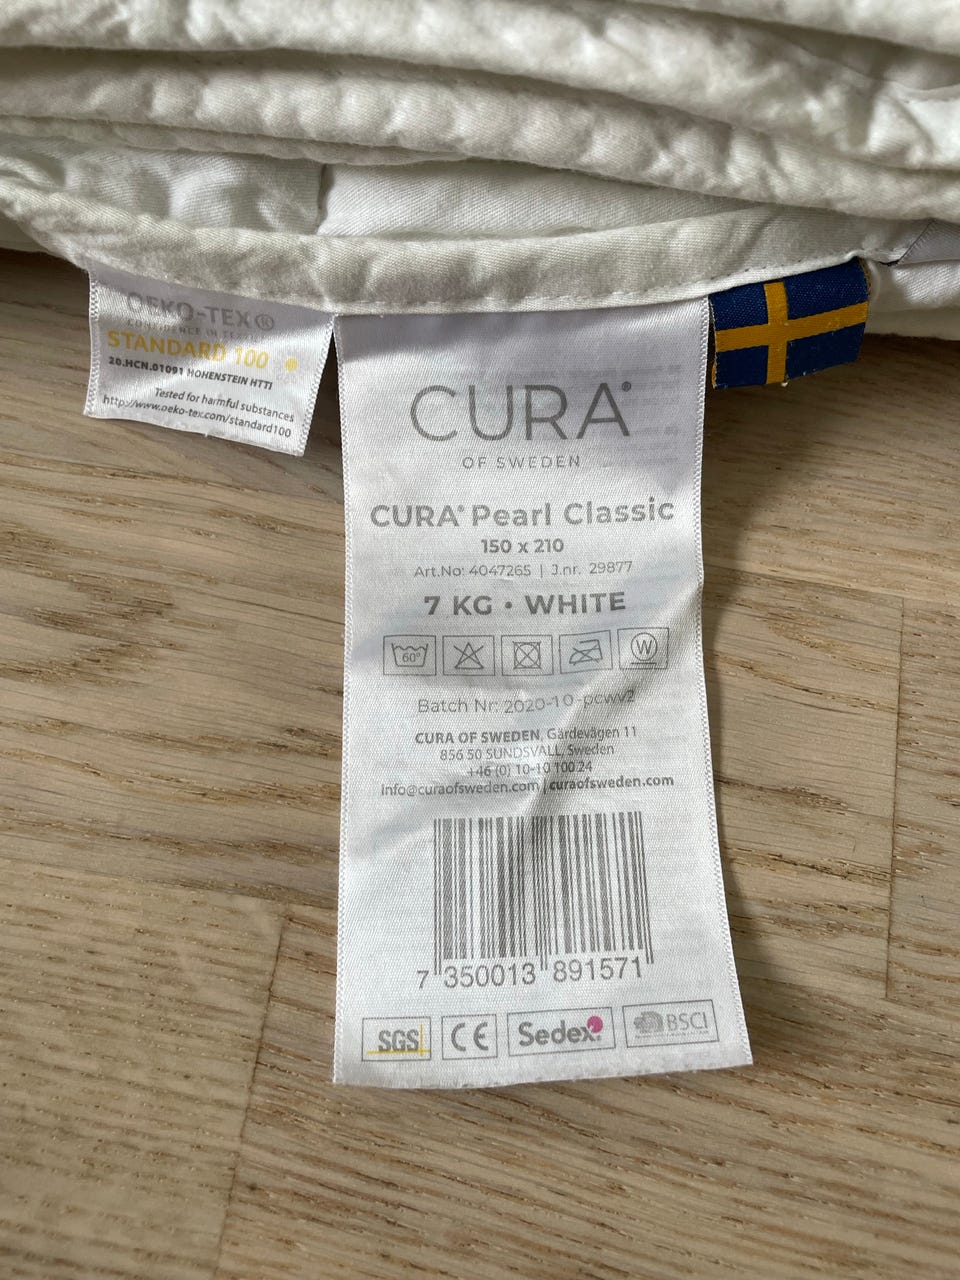 OEKO-TEX®
CONFIDENCE IN TEXTILES
STANDARD 100
20.HCN.01091 HOHENSTEIN HTTI
Tested for harmful substances
http://www.oeko-tex.com/standard100
CURA®
OF SWEDEN
CURA® Pearl Classic
150 x 210
Art.No: 4047265 | J.nr. 29877
7 KG • WHITE
60°
W
Batch Nr: 2020-10-pcwv2
CURA OF SWEDEN, Gärdevägen 11
856 50 SUNDSVALL, Sweden
+46 (0) 10-10 100 24
info@curaofsweden.com | curaofsweden.com
7 350013 891571
SGS CE Sedex BSCI